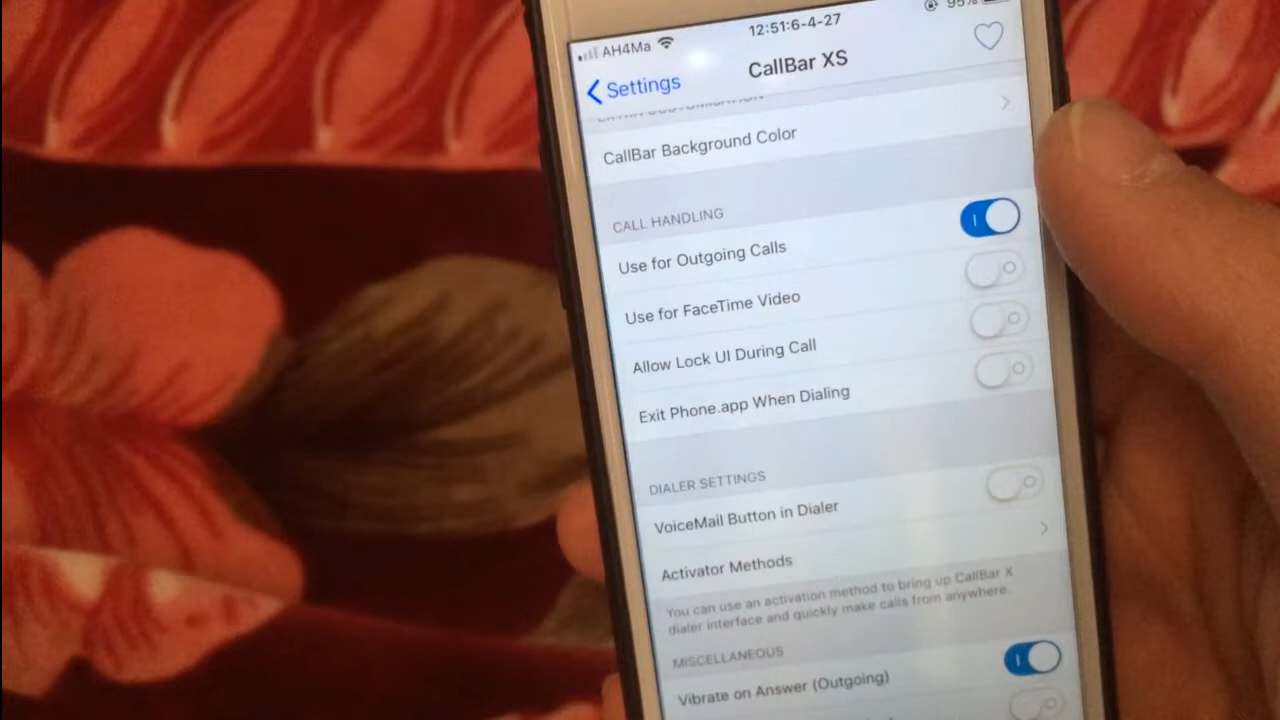 AH4Ma 12:51:6-4-27 95%
Settings CallBar XS
CallBar Background Color
CALL HANDLING
Use for Outgoing Calls
Use for FaceTime Video
Allow Lock UI During Call
Exit Phone.app When Dialing
DIALER SETTINGS
VoiceMail Button in Dialer
Activator Methods
You can use an activation method to bring up CallBar X
dialer interface and quickly make calls from anywhere.
MISCELLANEOUS
Vibrate on Answer (Outgoing)